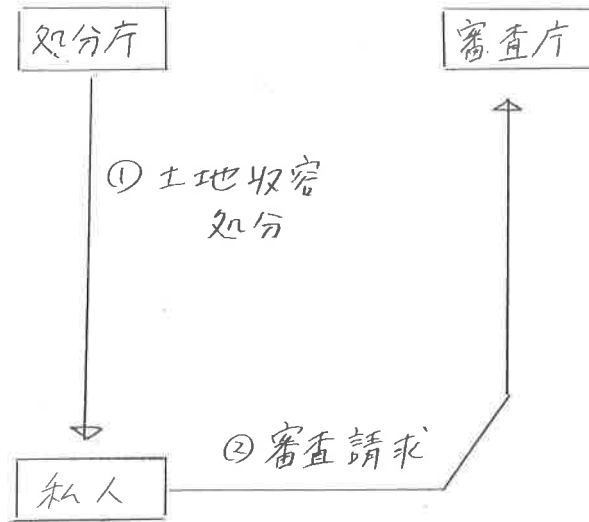 処分庁
審査庁
① 土地収容
処分
② 審査請求
私人